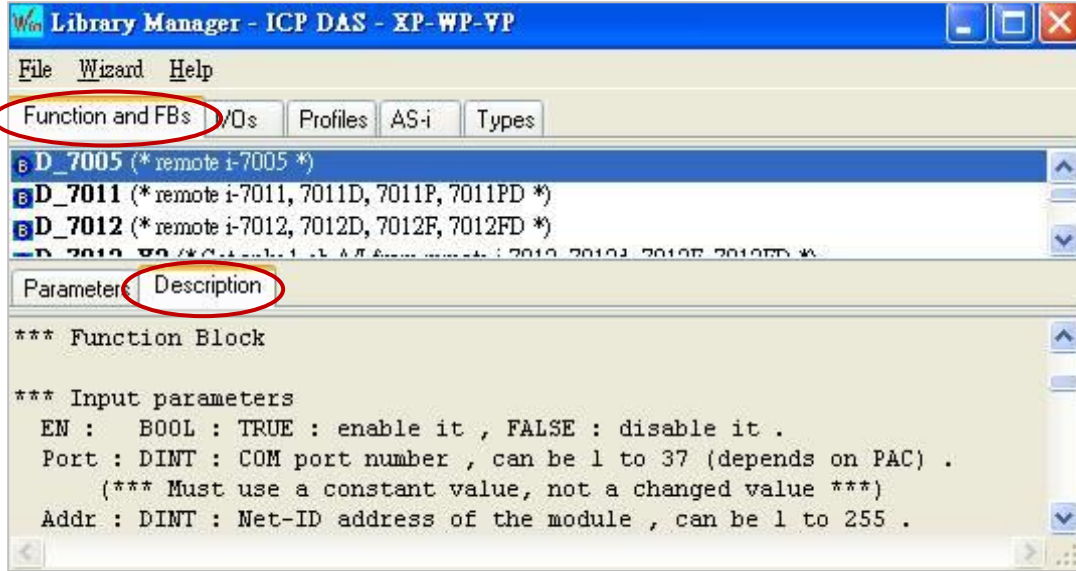 Win Library Manager - ICP DAS - XP-WP-VP
File Wizard Help
Function and FBs I/Os Profiles AS-i Types
B D_7005 (* remote i-7005 *)
B D_7011 (* remote i-7011, 7011D, 7011P, 7011PD *)
B D_7012 (* remote i-7012, 7012D, 7012F, 7012FD *)
Parameters Description
*** Function Block
*** Input parameters
EN : BOOL : TRUE : enable it , FALSE : disable it .
Port : DINT : COM port number , can be 1 to 37 (depends on PAC) .
(*** Must use a constant value, not a changed value ***)
Addr : DINT : Net-ID address of the module , can be 1 to 255 .